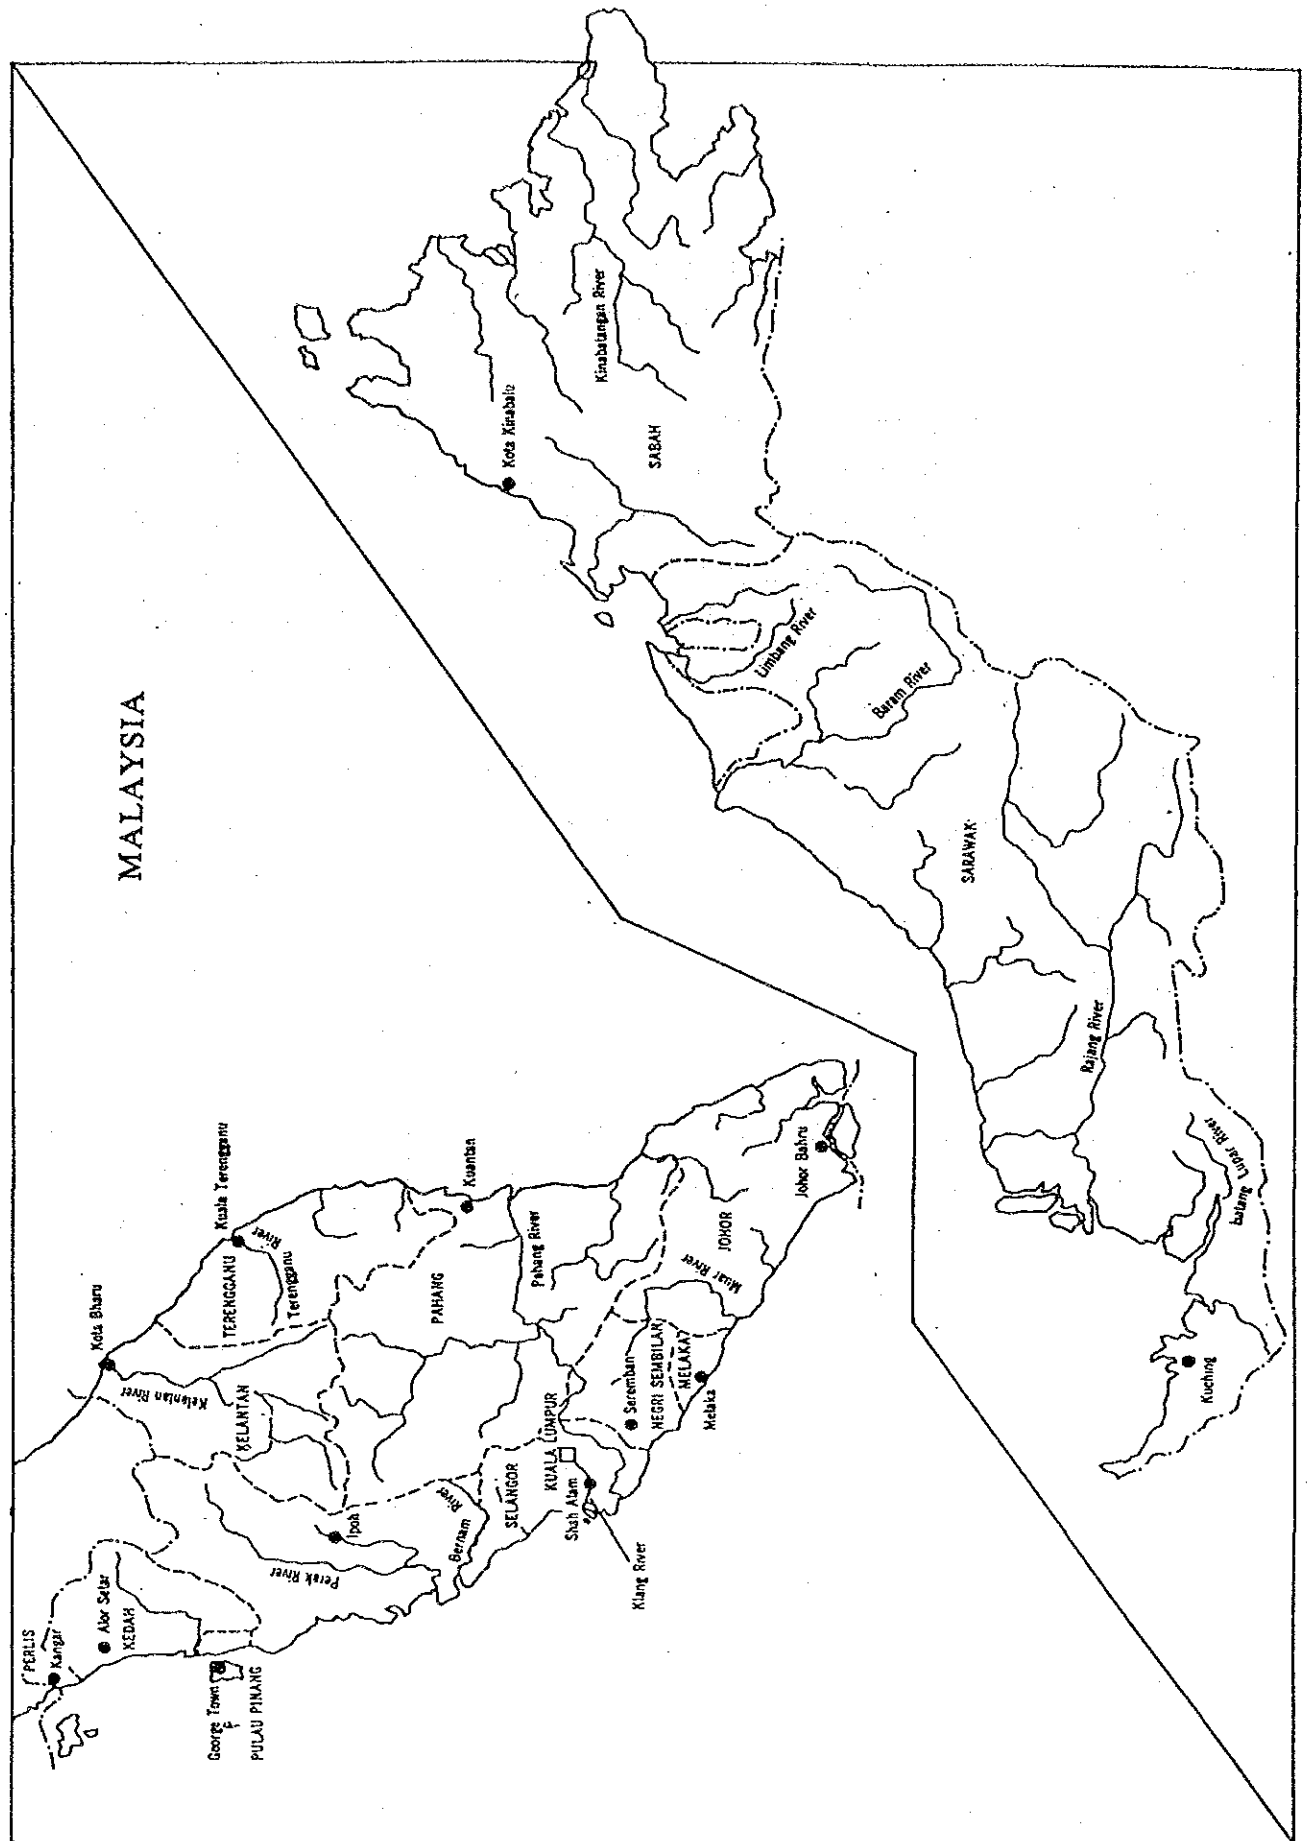 MALAYSIA
PERLIS
Kangar
Alor Setar
KEDAH
George Town
PULAU PINANG
Perak River
Ipoh
Bernam
River
Kota Bharu
Kelantan River
KELANTAN
Kuala Terengganu
River
TERENGGANU
Terengganu
PAHANG
Kuantan
Pahang River
SELANGOR
KUALA LUMPUR
Shah Alam
Klang River
Seremban
NEGRI SEMBILAN
MELAKA
Melaka
Muar River
JOHOR
Johor Bahru
Kota Kinabalu
Kinabatangan River
SABAH
Limbang River
Baram River
SARAWAK
Rajang River
batang Lupar River
Kuching